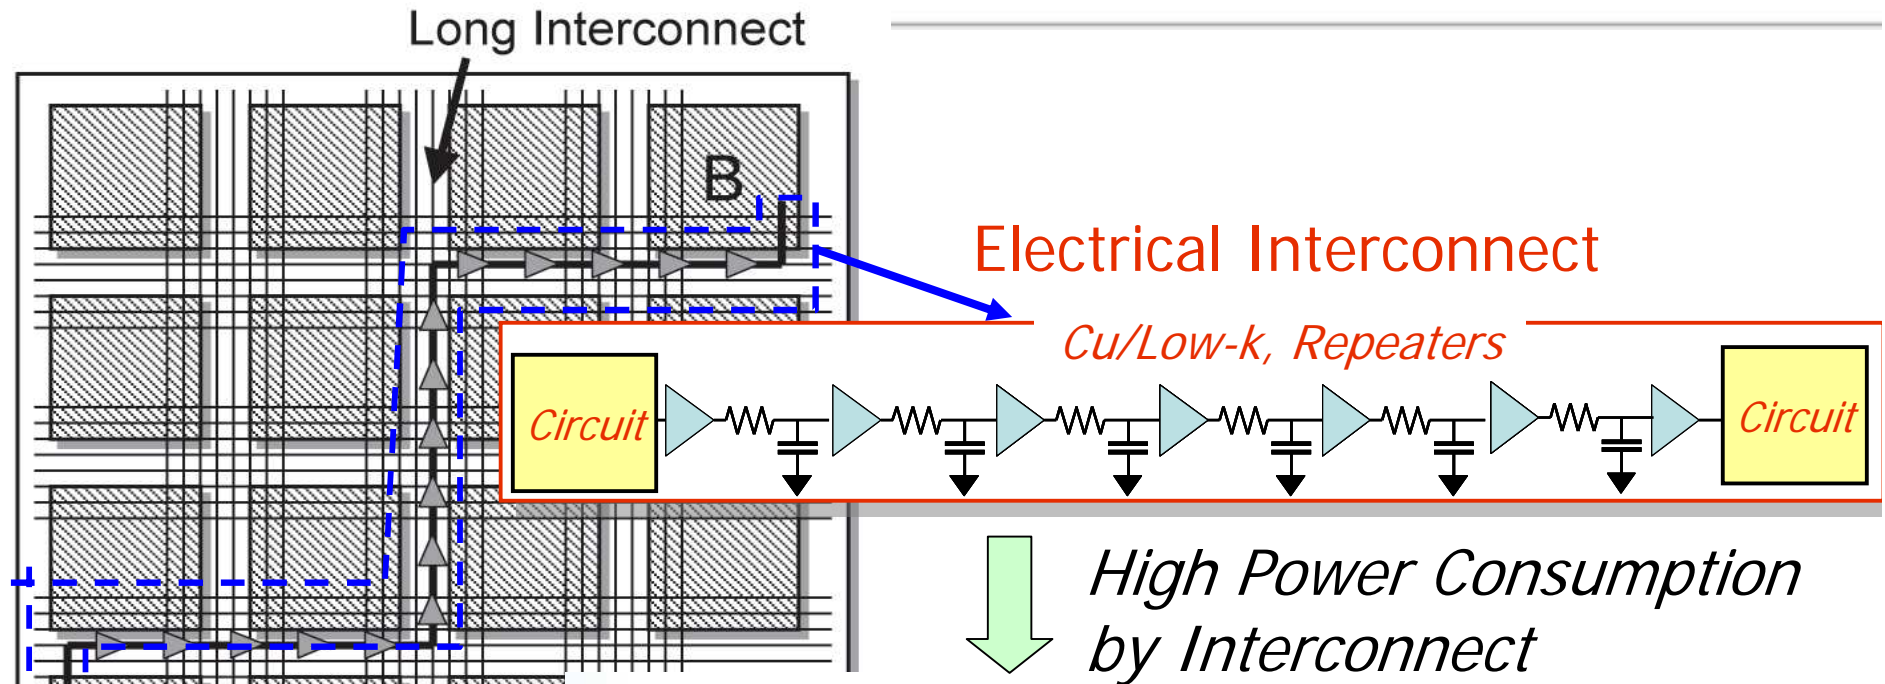 Long Interconnect
B
Electrical Interconnect
Cu/Low-k, Repeaters
Circuit
Circuit
High Power Consumption
by Interconnect